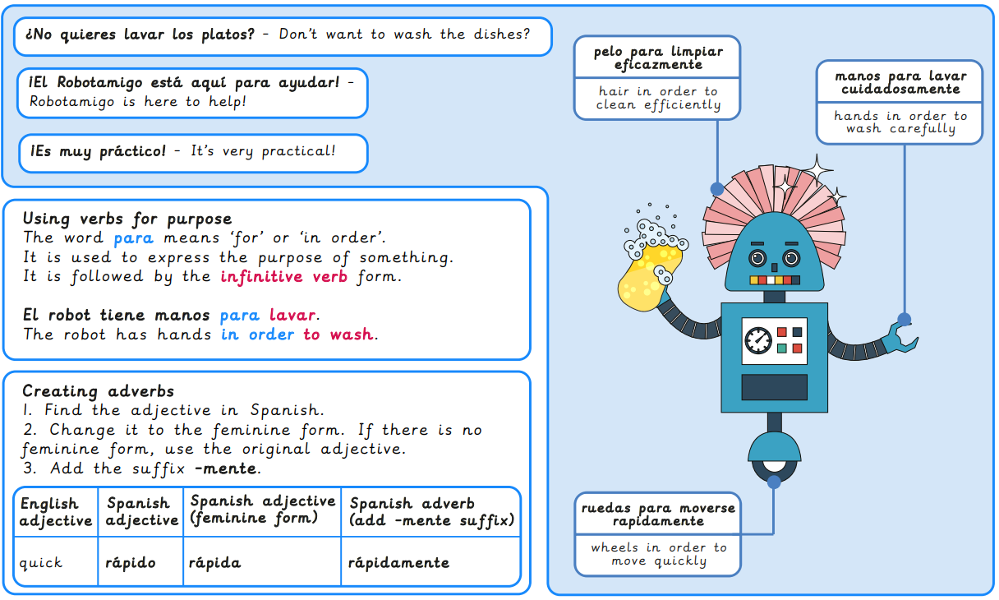 ¿No quieres lavar los platos? - Don't want to wash the dishes?
¡El Robotamigo está aquí para ayudar! -
Robotamigo is here to help!
¡Es muy práctico! - It's very practical!
pelo para limpiar
eficazmente
hair in order to
clean efficiently
manos para lavar
cuidadosamente
hands in order to
wash carefully
Using verbs for purpose
The word para means 'for' or 'in order'.
It is used to express the purpose of something.
It is followed by the infinitive verb form.
El robot tiene manos para lavar.
The robot has hands in order to wash.
Creating adverbs
1. Find the adjective in Spanish.
2. Change it to the feminine form. If there is no
feminine form, use the original adjective.
3. Add the suffix -mente.
English
adjective
Spanish
adjective
Spanish adjective
(feminine form)
Spanish adverb
(add -mente suffix)
quick
rápido
rápida
rápidamente
ruedas para moverse
rapidamente
wheels in order to
move quickly